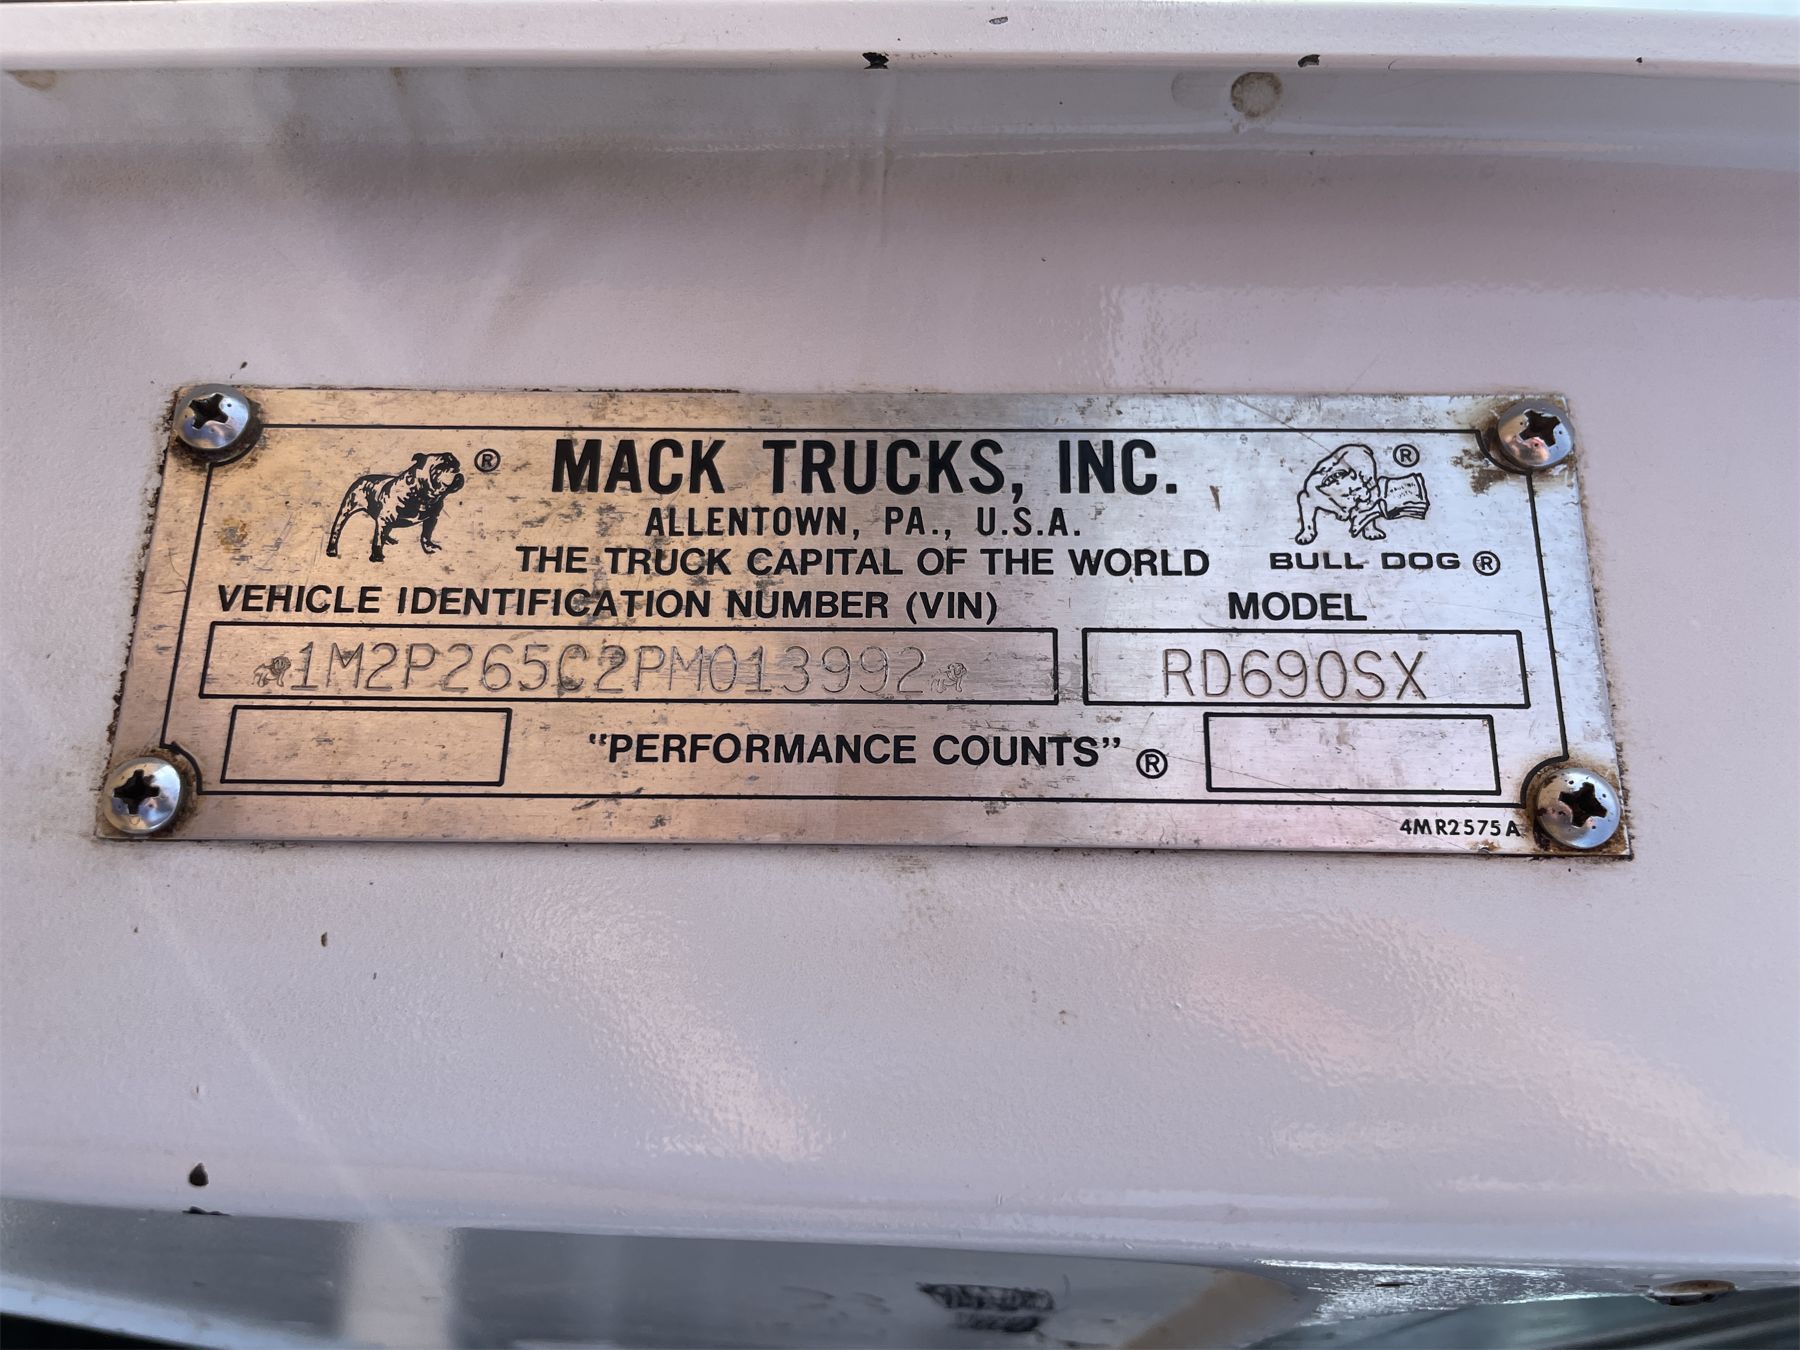 ® MACK TRUCKS, INC. ®
ALLENTOWN, PA., U.S.A.
THE TRUCK CAPITAL OF THE WORLD
BULL DOG ®
VEHICLE IDENTIFICATION NUMBER (VIN)
MODEL
1M2P265C2PM013992
RD690SX
"PERFORMANCE COUNTS" ®
4MR2575A